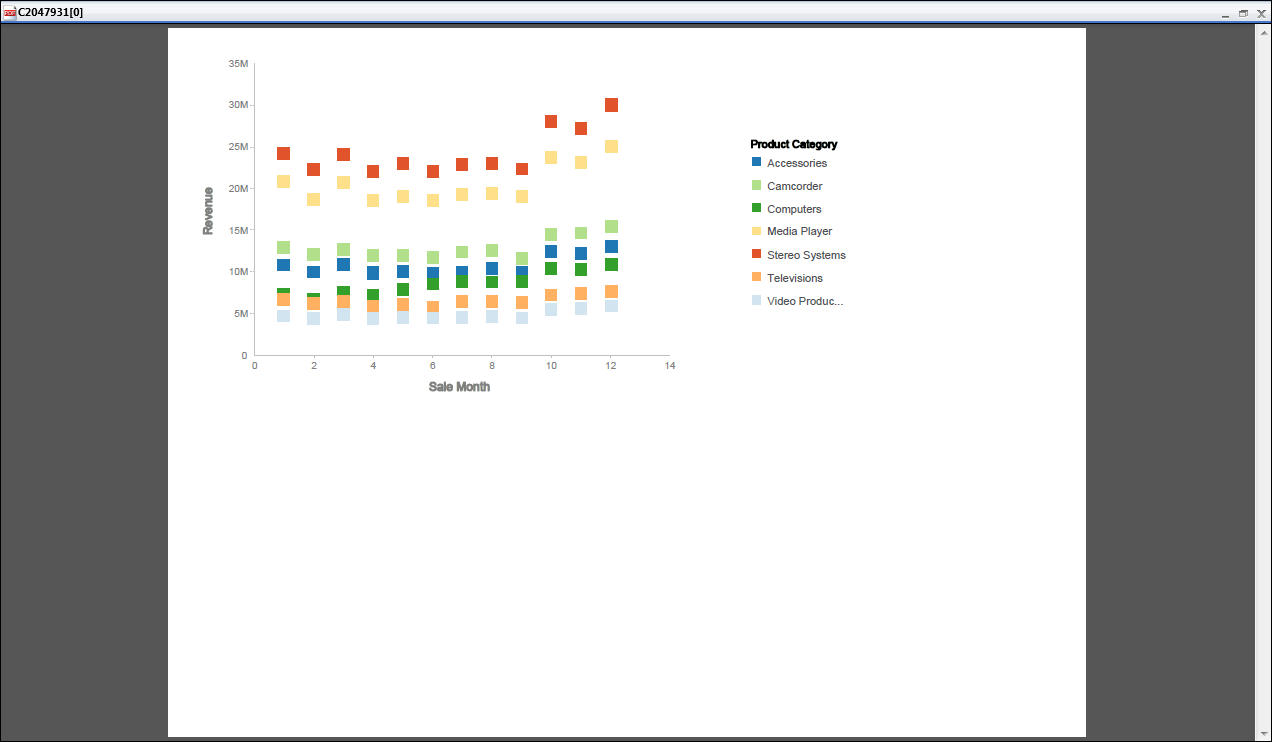 PDF
C2047931[0]
35M
30M
25M
20M
15M
10M
5M
0
Revenue
0 2 4 6 8 10 12 14
Sale Month
Product Category
Accessories
Camcorder
Computers
Media Player
Stereo Systems
Televisions
Video Produc...